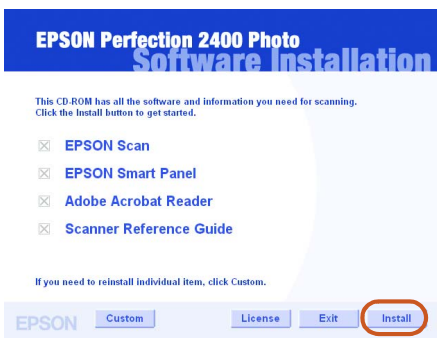 EPSON Perfection 2400 Photo
Software Installation
This CD-ROM has all the software and information you need for scanning.
Click the Install button to get started.
EPSON Scan
EPSON Smart Panel
Adobe Acrobat Reader
Scanner Reference Guide
If you need to reinstall individual item, click Custom.
EPSON Custom License Exit Install